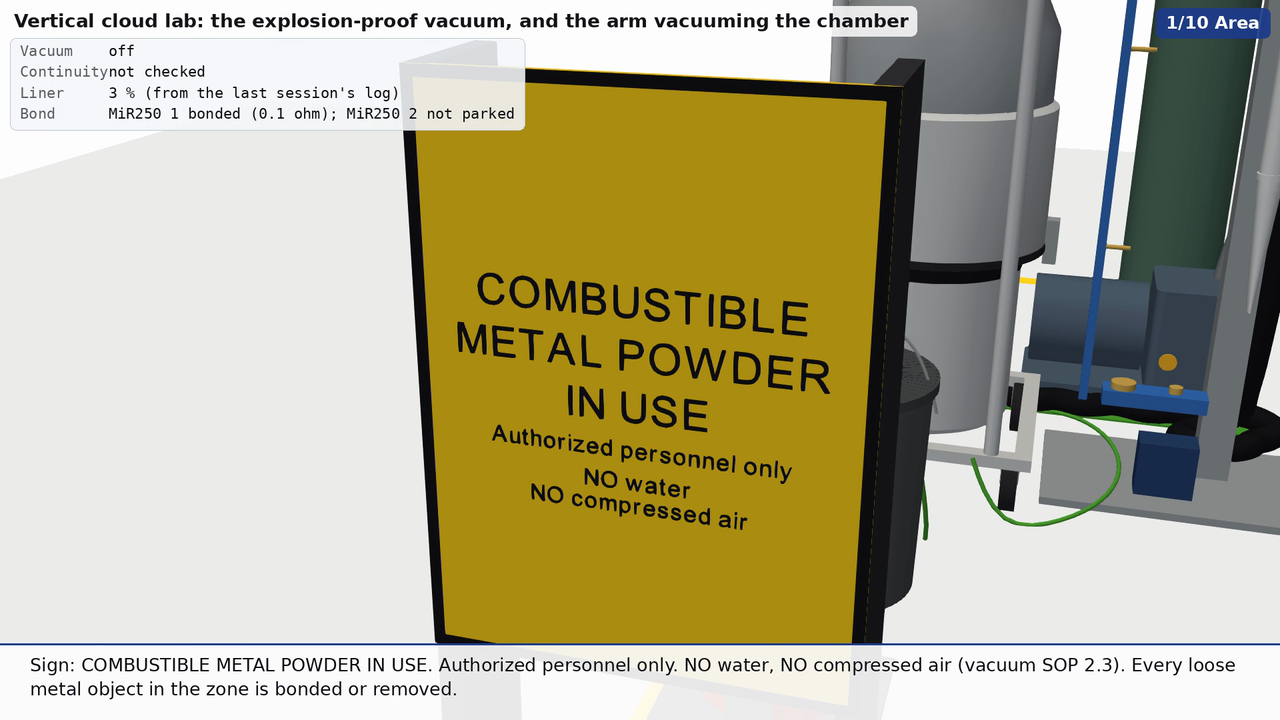 Vertical cloud lab: the explosion-proof vacuum, and the arm vacuuming the chamber
1/10 Area
Vacuum off
Continuity not checked
Liner 3 % (from the last session's log)
Bond MiR250 1 bonded (0.1 ohm); MiR250 2 not parked
COMBUSTIBLE
METAL POWDER
IN USE
Authorized personnel only
NO water
NO compressed air
Sign: COMBUSTIBLE METAL POWDER IN USE. Authorized personnel only. NO water, NO compressed air (vacuum SOP 2.3). Every loose
metal object in the zone is bonded or removed.